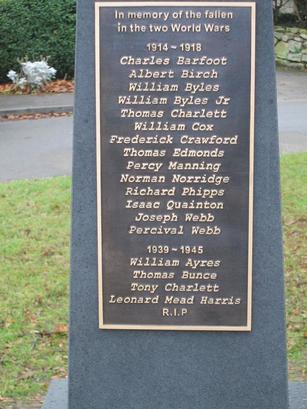 In memory of the fallen
in the two World Wars
1914 ~ 1918
Charles Barfoot
Albert Birch
William Byles
William Byles Jr
Thomas Charlett
William Cox
Frederick Crawford
Thomas Edmonds
Percy Manning
Norman Norridge
Richard Phipps
Isaac Quainton
Joseph Webb
Percival Webb
1939 ~ 1945
William Ayres
Thomas Bunce
Tony Charlett
Leonard Mead Harris
R.I.P